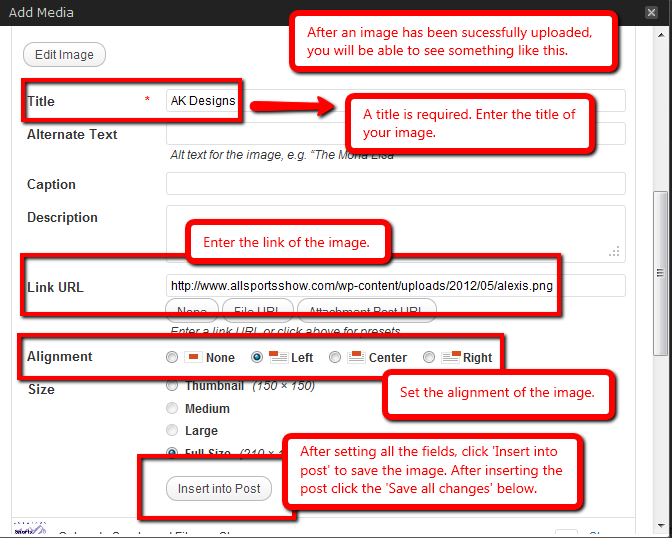 Add Media
After an image has been sucessfully uploaded,
you will be able to see something like this.
Edit Image
Title * AK Designs
A title is required. Enter the title of
your image.
Alternate Text
Alt text for the image, e.g. “The Mona Lisa”
Caption
Description
Enter the link of the image.
Link URL http://www.allsportsshow.com/wp-content/uploads/2012/05/alexis.png
None File URL Attachment Post URL
Enter a link URL or click above for presets
Alignment None Left Center Right
Set the alignment of the image.
Size Thumbnail (150 × 150)
Medium
Large
Full Size (210 ×
After setting all the fields, click 'Insert into
post' to save the image. After inserting the
post click the 'Save all changes' below.
Insert into Post